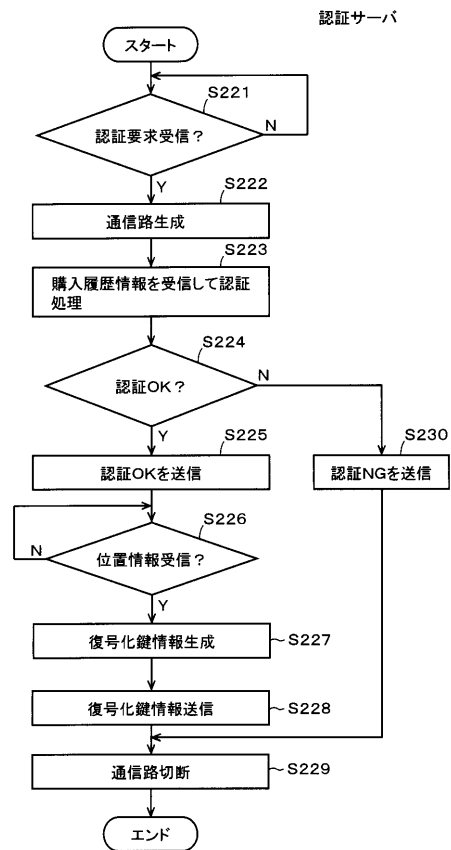 認証サーバ
スタート
S221
認証要求受信？
N
Y
S222
通信路生成
S223
購入履歴情報を受信して認証
処理
S224
認証OK？
N
Y
S225
認証OKを送信
S230
認証NGを送信
S226
位置情報受信？
N
Y
復号化鍵情報生成
S227
復号化鍵情報送信
S228
通信路切断
S229
エンド